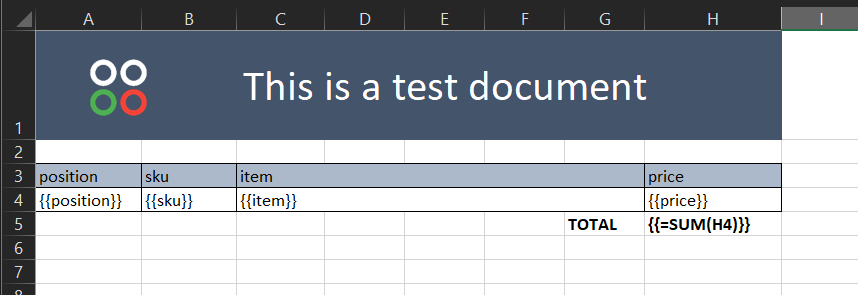 A B C D E F G H I
1 This is a test document
2
3 position sku item price
4 {{position}} {{sku}} {{item}} {{price}}
5 TOTAL {{=SUM(H4)}}
6
7
8